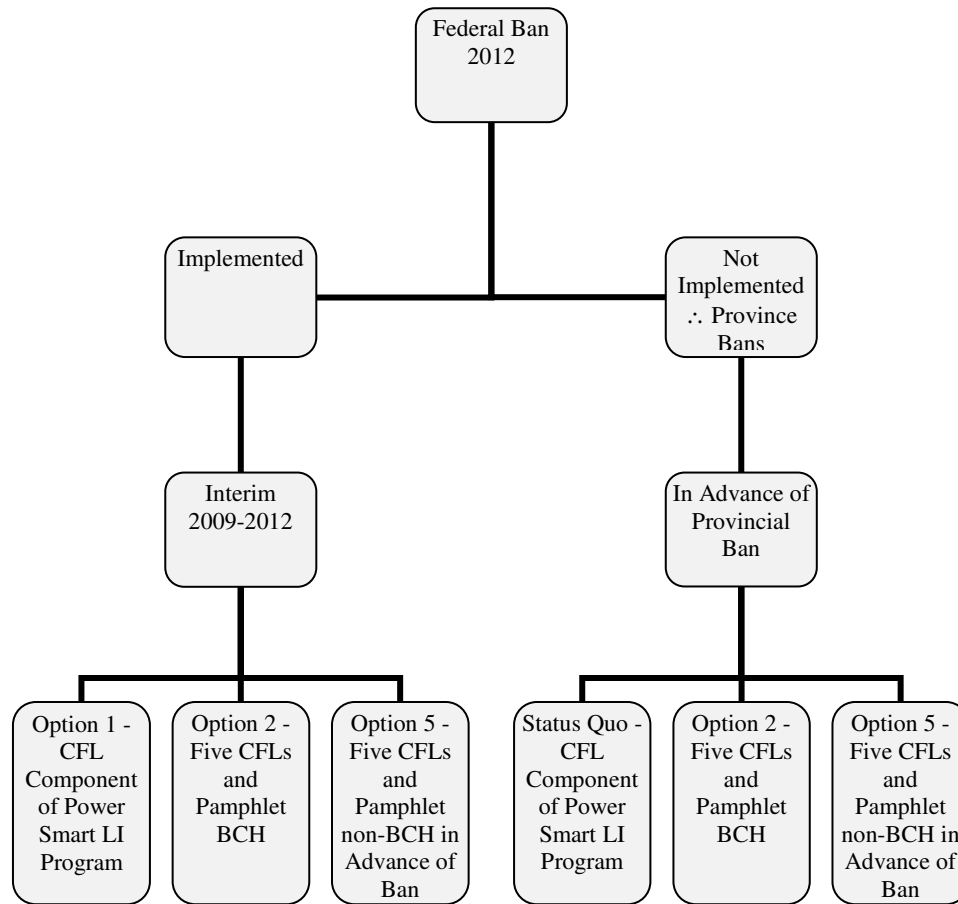 Federal Ban
2012
Implemented
Not
Implemented
∴ Province
Bans
Interim
2009-2012
In Advance of
Provincial
Ban
Option 1 -
CFL
Component
of Power
Smart LI
Program
Option 2 -
Five CFLs
and
Pamphlet
BCH
Option 5 -
Five CFLs
and
Pamphlet
non-BCH in
Advance of
Ban
Status Quo -
CFL
Component
of Power
Smart LI
Program
Option 2 -
Five CFLs
and
Pamphlet
BCH
Option 5 -
Five CFLs
and
Pamphlet
non-BCH in
Advance of
Ban